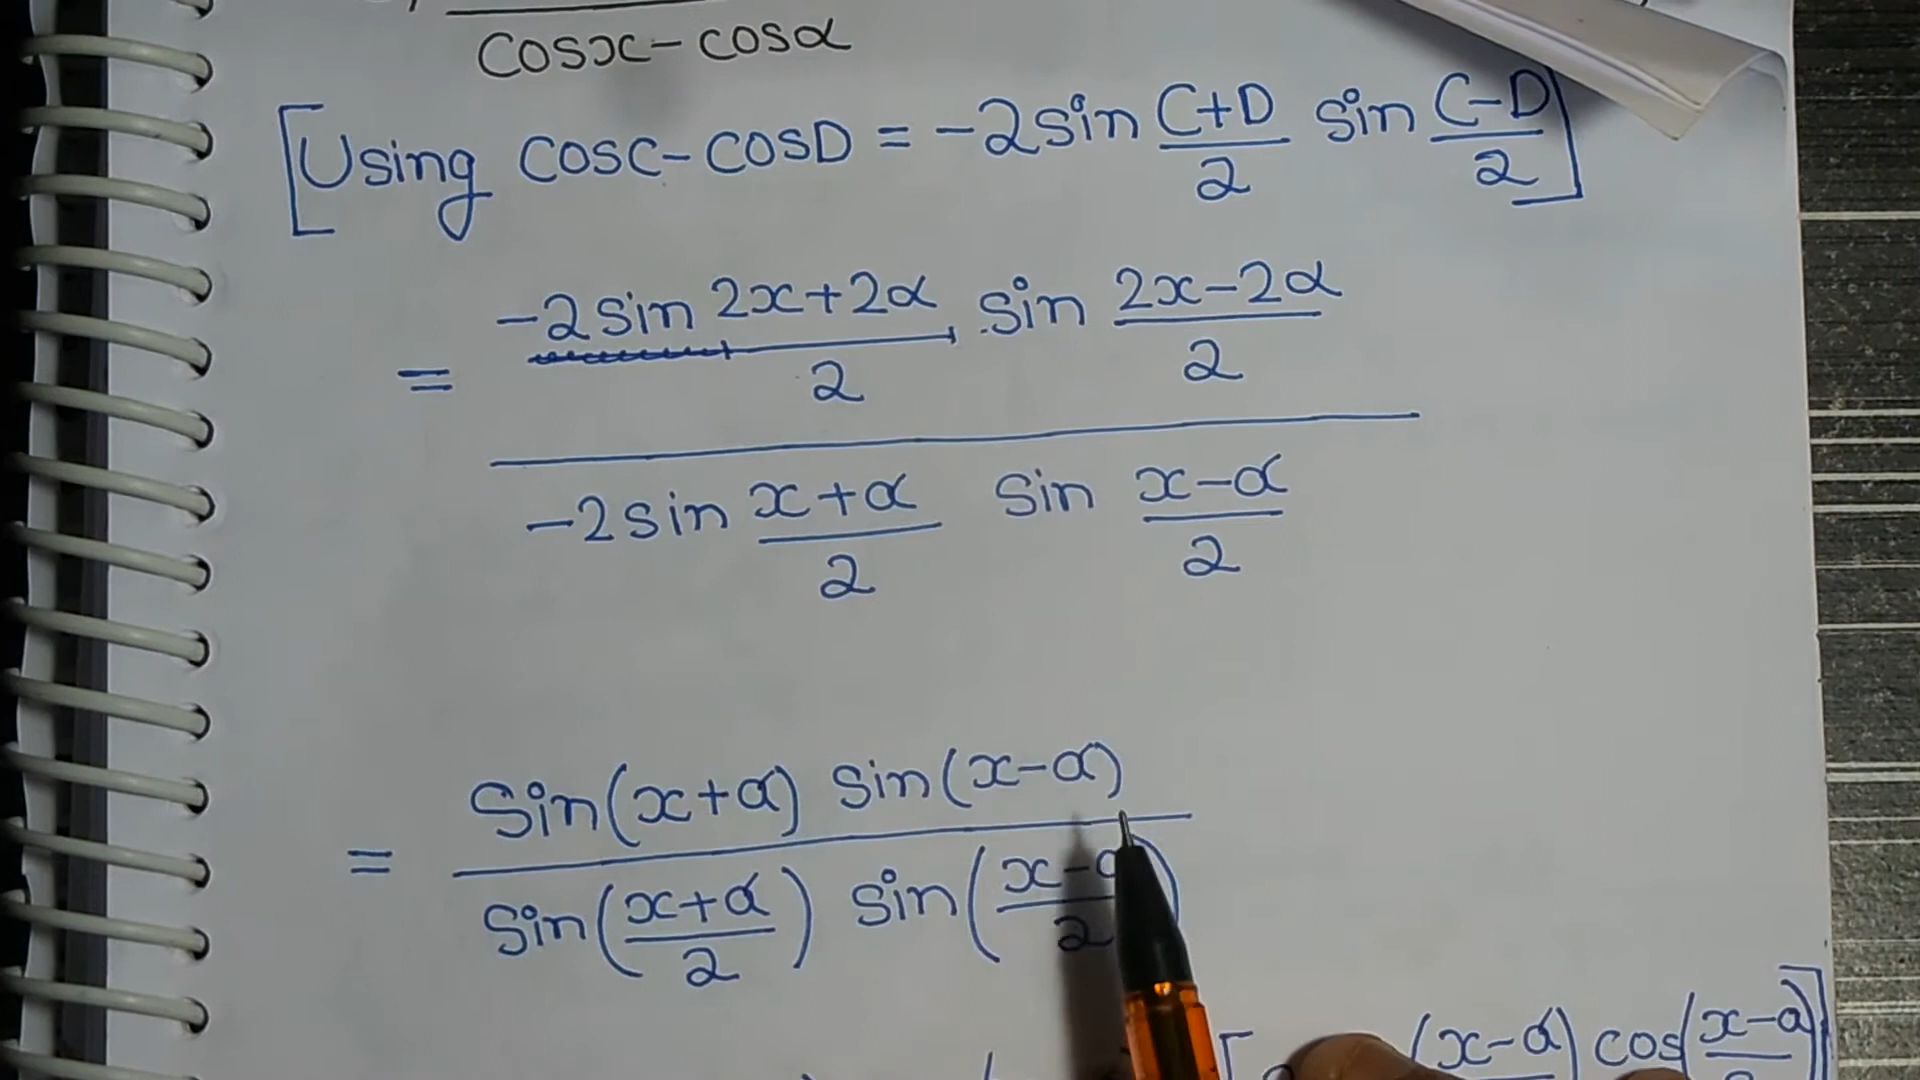 cosx-cosα
[Using cosC-cosD = -2sin C+D/2 sin C-D/2]
= -2sin 2x+2α/2 . sin 2x-2α/2
-2sin x+α/2 sin x-α/2
= Sin(x+α) Sin(x-α)
Sin(x+α/2) sin(x-α/2)
(x-α) cos(x-α)]